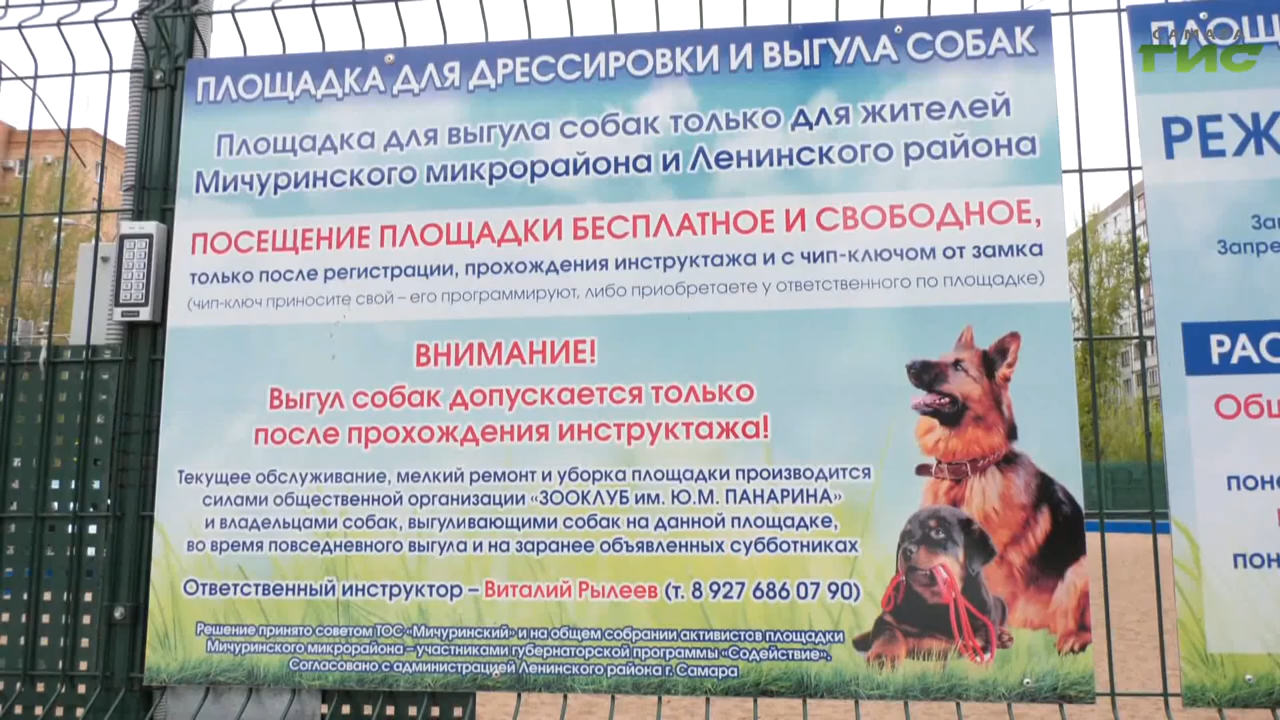 ПЛОЩАДКА ДЛЯ ДРЕССИРОВКИ И ВЫГУЛА СОБАК
Площадка для выгула собак только для жителей
Мичуринского микрорайона и Ленинского района
ПОСЕЩЕНИЕ ПЛОЩАДКИ БЕСПЛАТНОЕ И СВОБОДНОЕ,
только после регистрации, прохождения инструктажа и с чип-ключом от замка
(чип-ключ приносите свой – его программируют, либо приобретаете у ответственного по площадке)
ВНИМАНИЕ!
Выгул собак допускается только
после прохождения инструктажа!
Текущее обслуживание, мелкий ремонт и уборка площадки производится
силами общественной организации «ЗООКЛУБ им. Ю.М. ПАНАРИНА»
и владельцами собак, выгуливающими собак на данной площадке,
во время повседневного выгула и на заранее объявленных субботниках
Ответственный инструктор – Виталий Рылеев (т. 8 927 686 07 90)
Решение принято советом ТОС «Мичуринский» и на общем собрании активистов площадки
Мичуринского микрорайона – участниками губернаторской программы «Содействие».
Согласовано с администрацией Ленинского района г. Самара
САМАРА
ГИС
РЕЖ
Запре
РАС
Общ
поне
пон